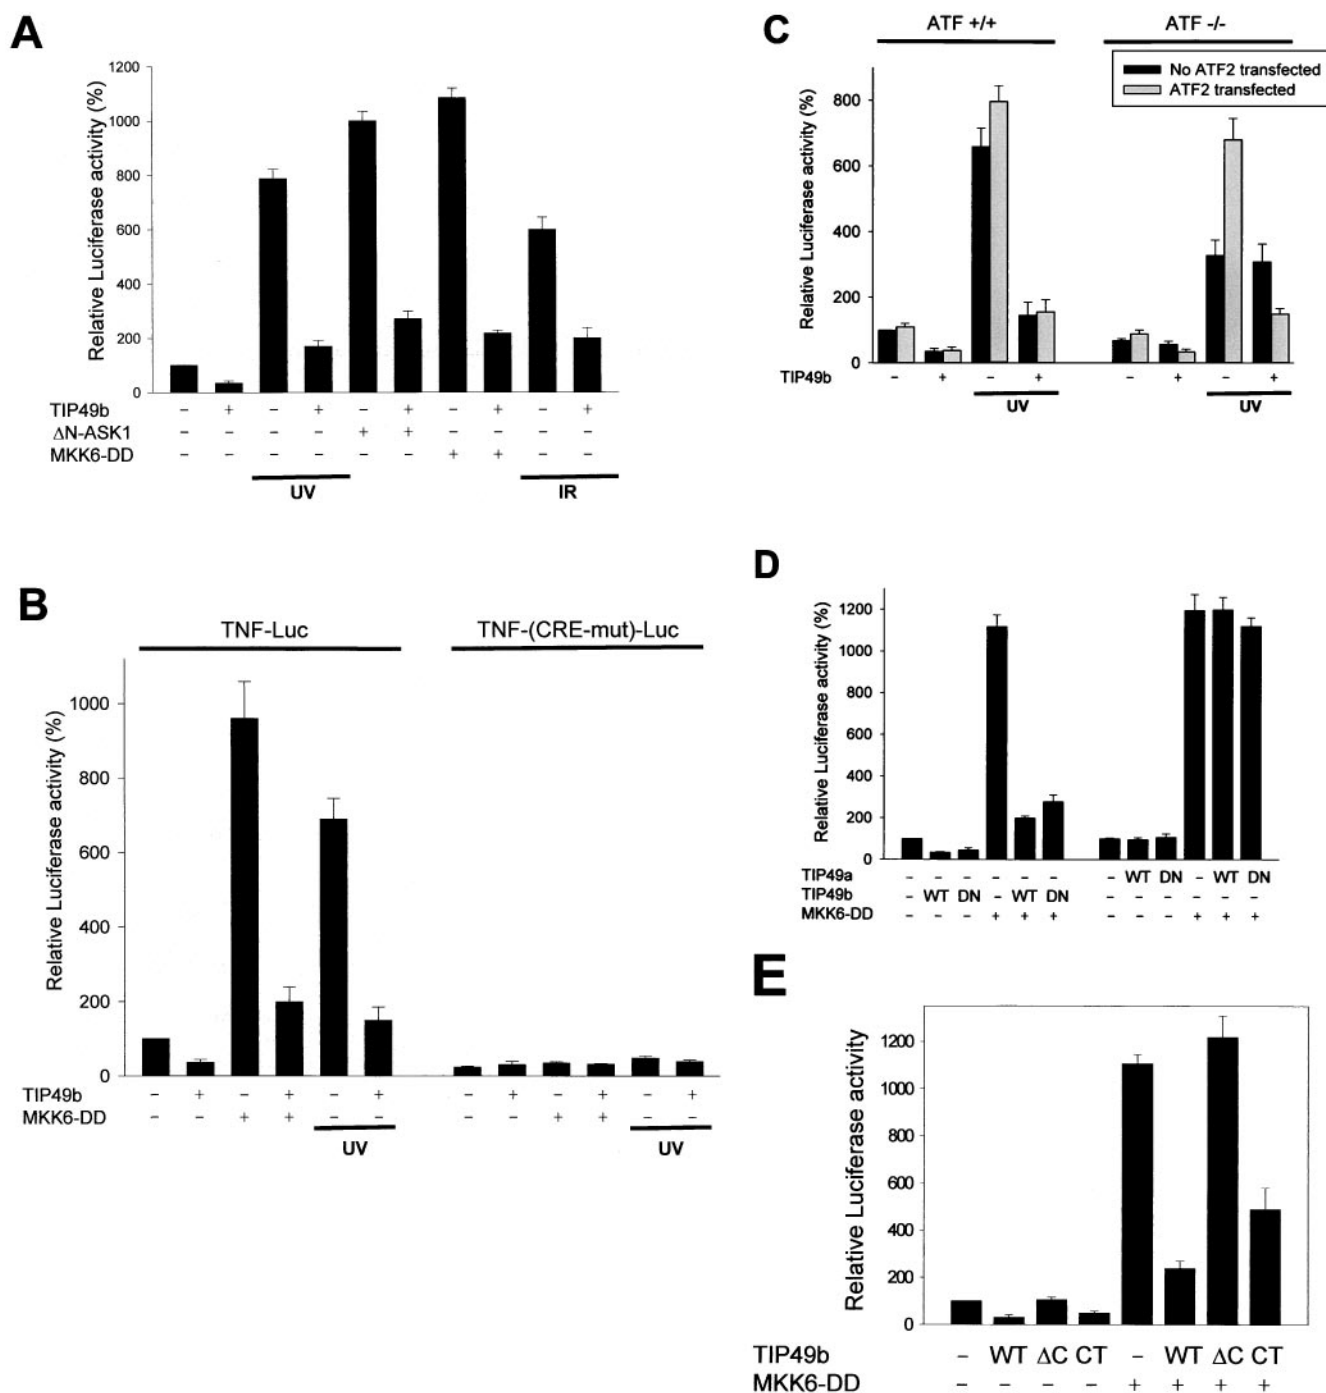 A
Relative Luciferase activity (%)
1200
1000
800
600
400
200
0
TIP49b - + - + - + - + - +
ΔN-ASK1 - - - - + + - - - -
MKK6-DD - - - - - - + + - -
UV IR
B
TNF-Luc TNF-(CRE-mut)-Luc
Relative Luciferase activity (%)
1000
800
600
400
200
0
TIP49b - + - + - + - + - + - +
MKK6-DD - - + + - - - - + + - -
UV UV
C
ATF +/+ ATF -/-
No ATF2 transfected
ATF2 transfected
Relative Luciferase activity (%)
800
600
400
200
0
TIP49b - + - + - + - +
UV UV
D
Relative Luciferase activity (%)
1200
1000
800
600
400
200
0
TIP49a - - - - - - - WT DN - WT DN
TIP49b - WT DN - WT DN - - - - - -
MKK6-DD - - - + + + - - - + + +
E
Relative Luciferase activity
1200
1000
800
600
400
200
0
TIP49b - WT ΔC CT - WT ΔC CT
MKK6-DD - - - - + + + +